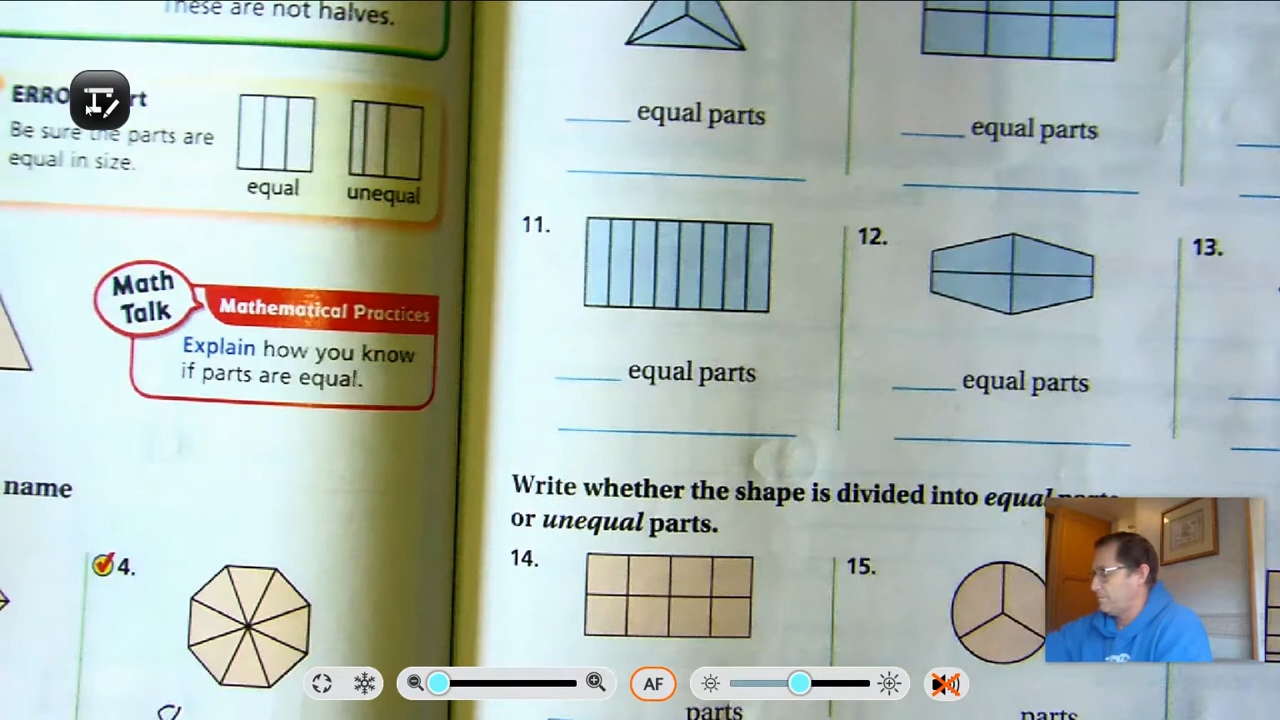 These are not halves.
ERRO rt
Be sure the parts are
equal in size.
equal
unequal
Math
Talk
Mathematical Practices
Explain how you know
if parts are equal.
name
4.
equal parts
equal parts
11.
equal parts
12.
equal parts
13.
Write whether the shape is divided into equal
or unequal parts.
14.
15.
parts
parts
AF